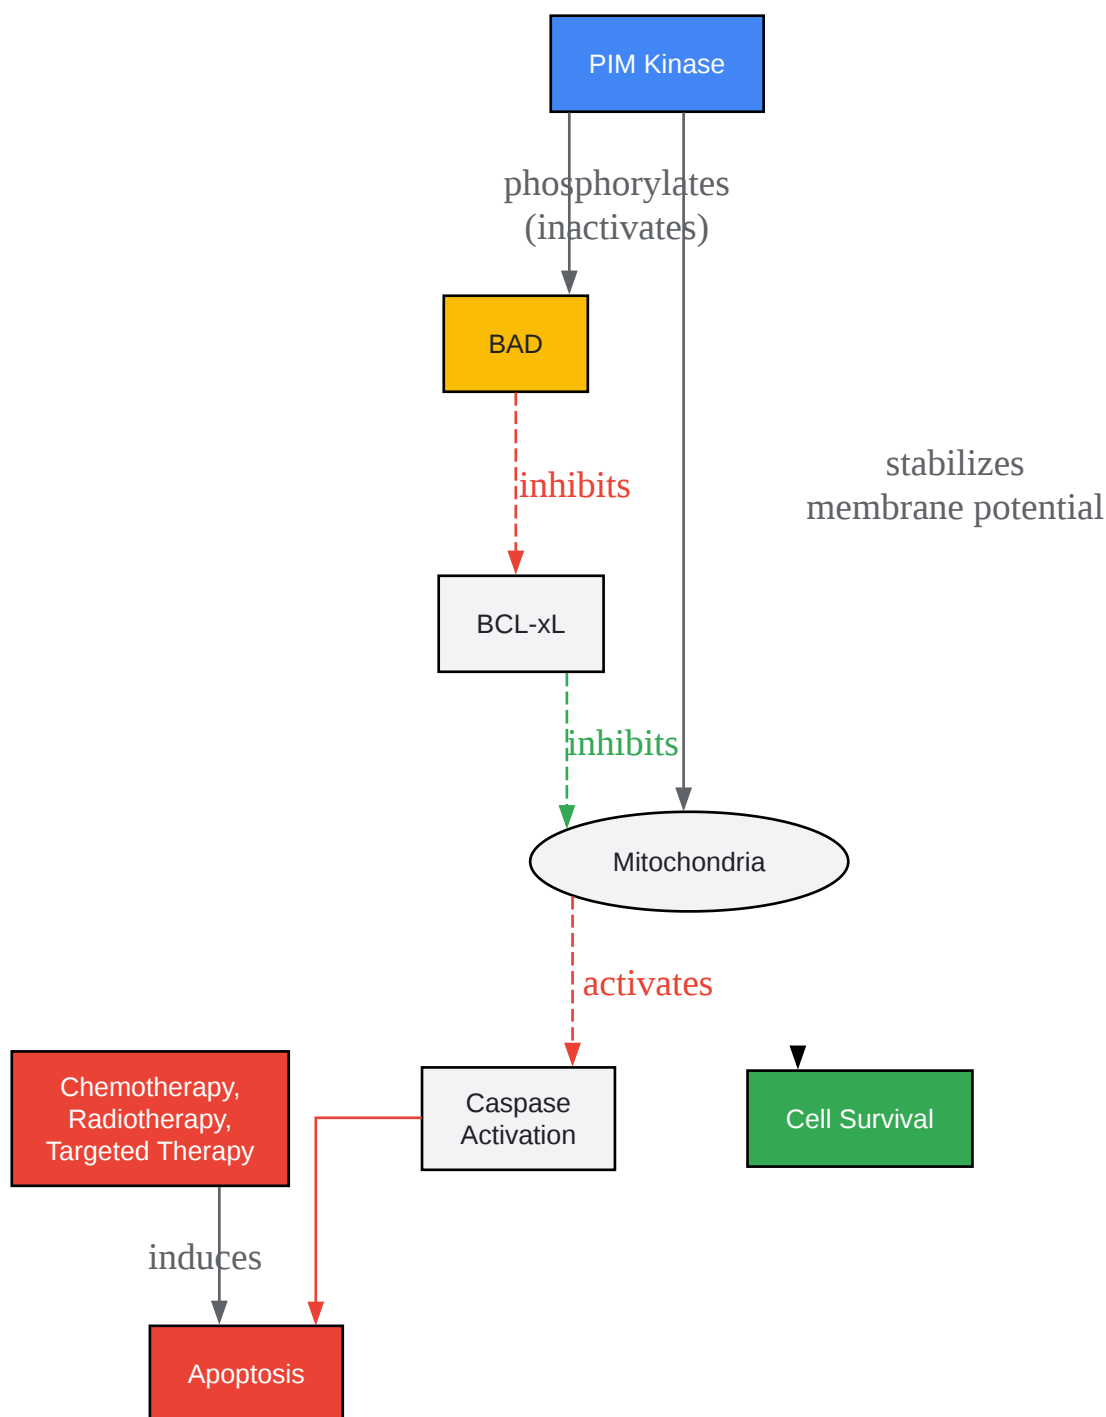 PIM Kinase
phosphorylates
(inactivates)
BAD
stabilizes
membrane potential
inhibits
BCL-xL
inhibits
Mitochondria
activates
Chemotherapy,
Radiotherapy,
Targeted Therapy
Caspase
Activation
Cell Survival
induces
Apoptosis